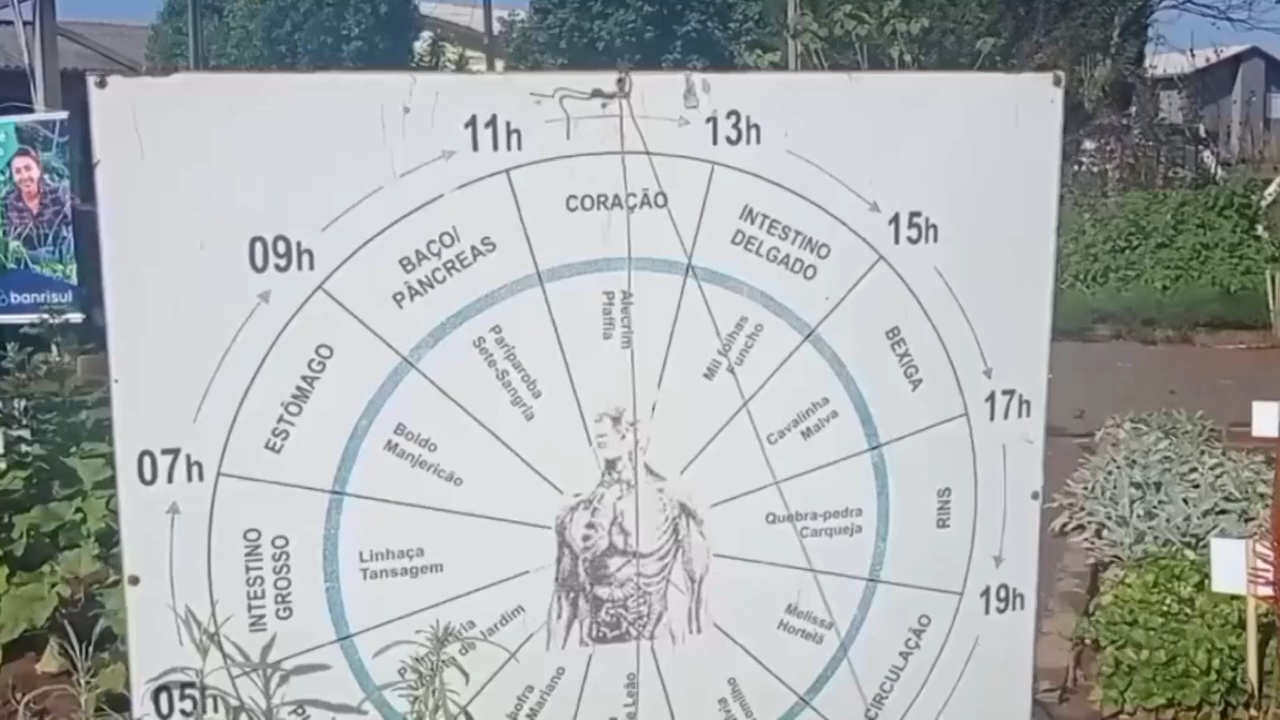 11h
13h
09h
15h
07h
17h
05h
19h
CORAÇÃO
INTESTINO
DELGADO
BAÇO/
PÂNCREAS
BEXIGA
ESTÔMAGO
RINS
INTESTINO
GROSSO
CIRCULAÇÃO
Alecrim
Pfaffia
Mil folhas
Funcho
Pariparoba
Sete-Sangria
Cavalinha
Malva
Boldo
Manjericão
Quebra-pedra
Carqueja
Linhaça
Tansagem
Melissa
Hortelã
Jardim
Mariano
banrisul